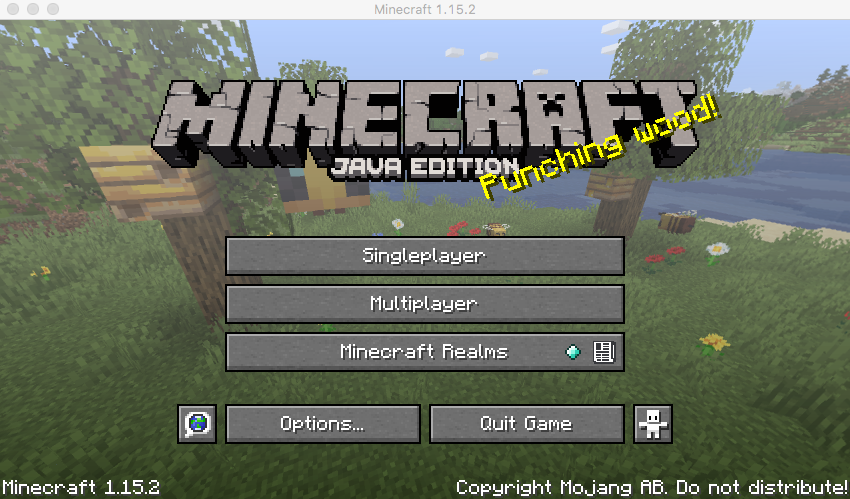 Minecraft 1.15.2
MINECRAFT
JAVA EDITION
Punching wood!
Singleplayer
Multiplayer
Minecraft Realms
Options...
Quit Game
Minecraft 1.15.2
Copyright Mojang AB. Do not distribute!